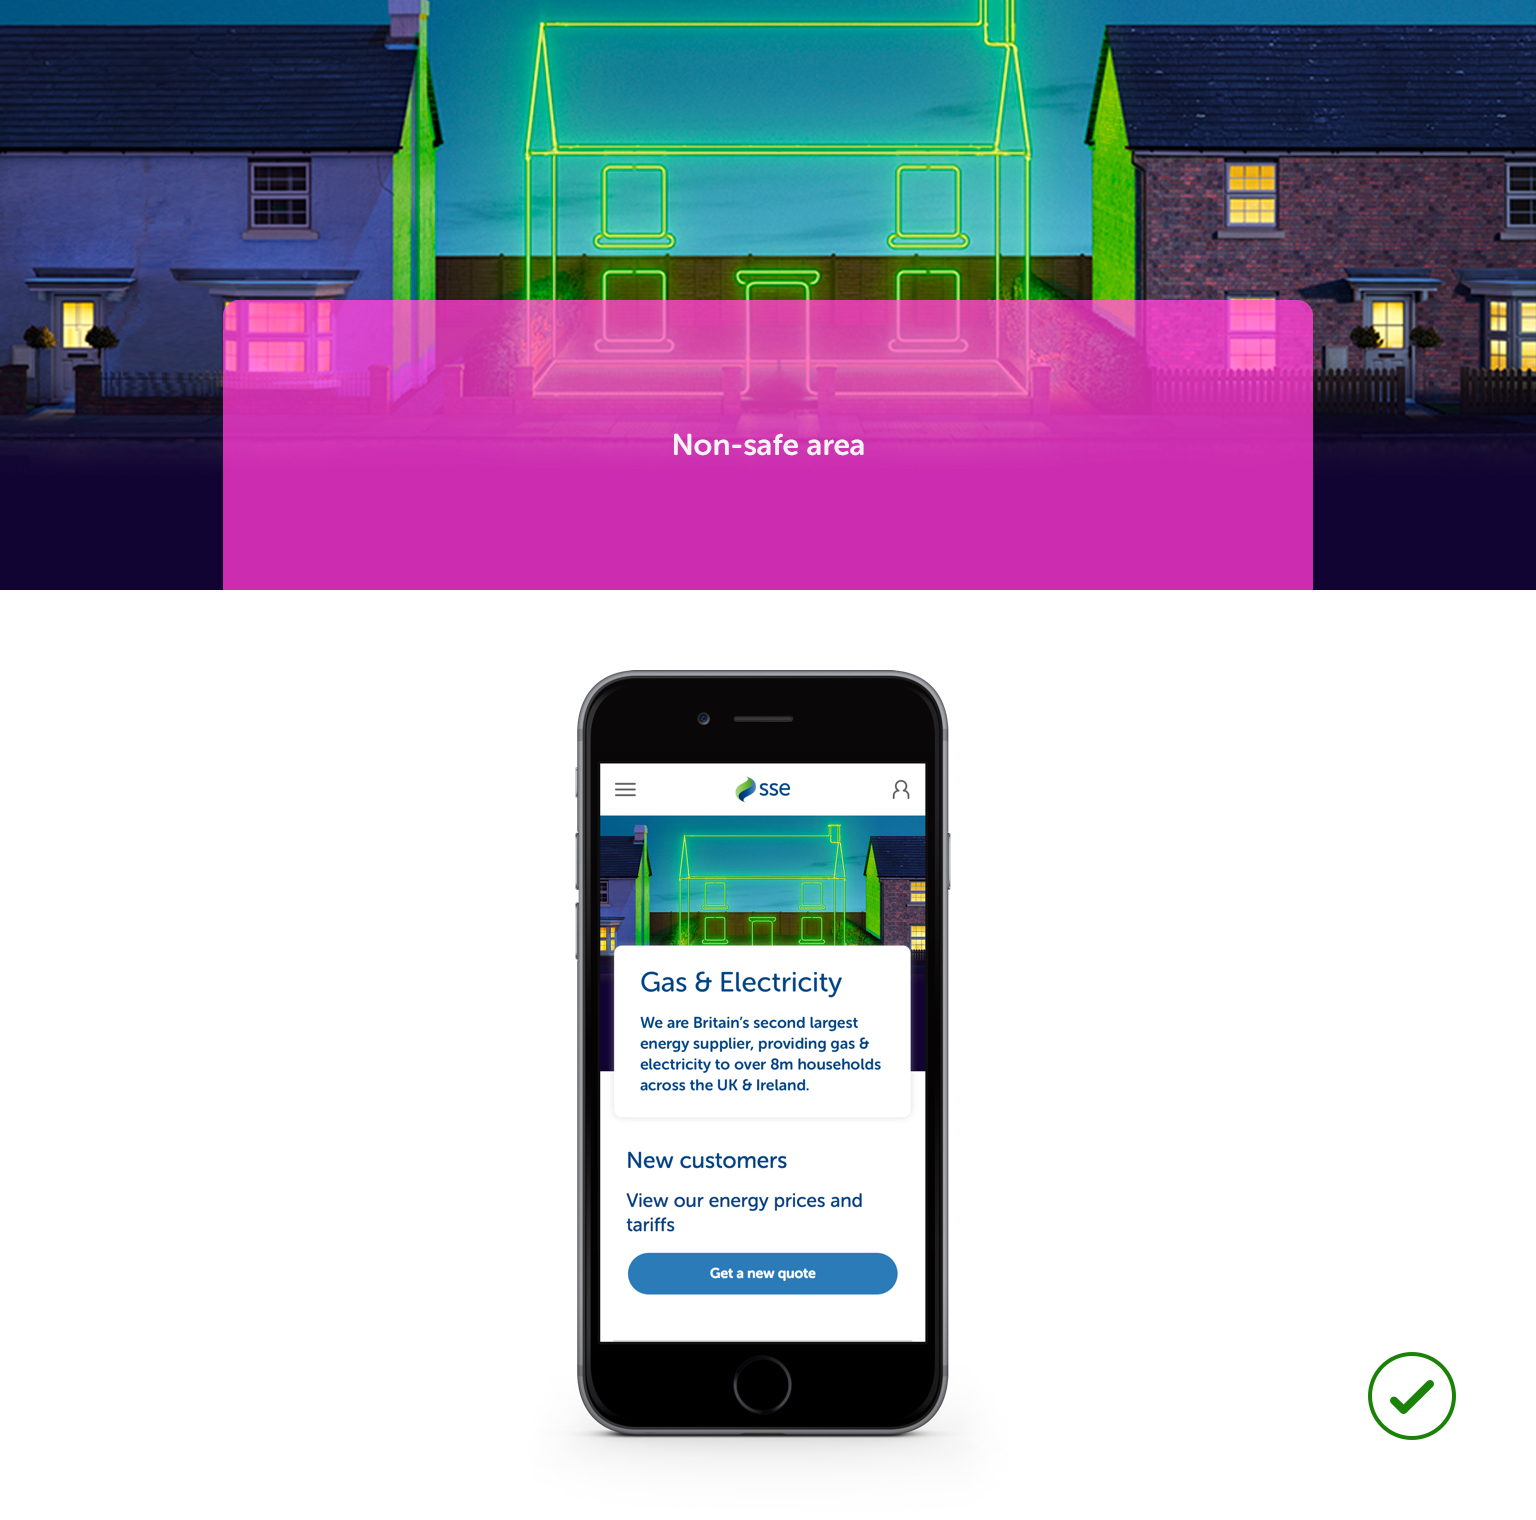 Non-safe area
sse
Gas & Electricity
We are Britain's second largest
energy supplier, providing gas &
electricity to over 8m households
across the UK & Ireland.
New customers
View our energy prices and
tariffs
Get a new quote